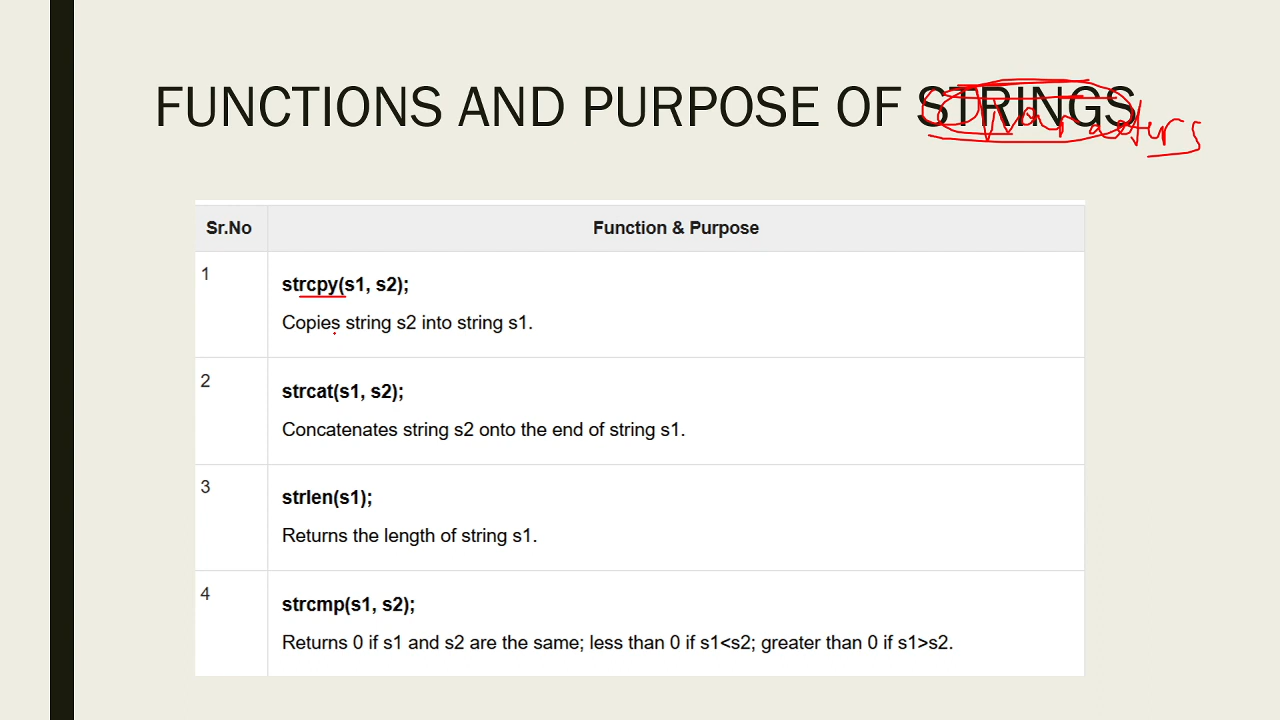 FUNCTIONS AND PURPOSE OF STRINGS
Characters
Sr.No Function & Purpose
1
strcpy(s1, s2);
Copies string s2 into string s1.
2
strcat(s1, s2);
Concatenates string s2 onto the end of string s1.
3
strlen(s1);
Returns the length of string s1.
4
strcmp(s1, s2);
Returns 0 if s1 and s2 are the same; less than 0 if s1<s2; greater than 0 if s1>s2.